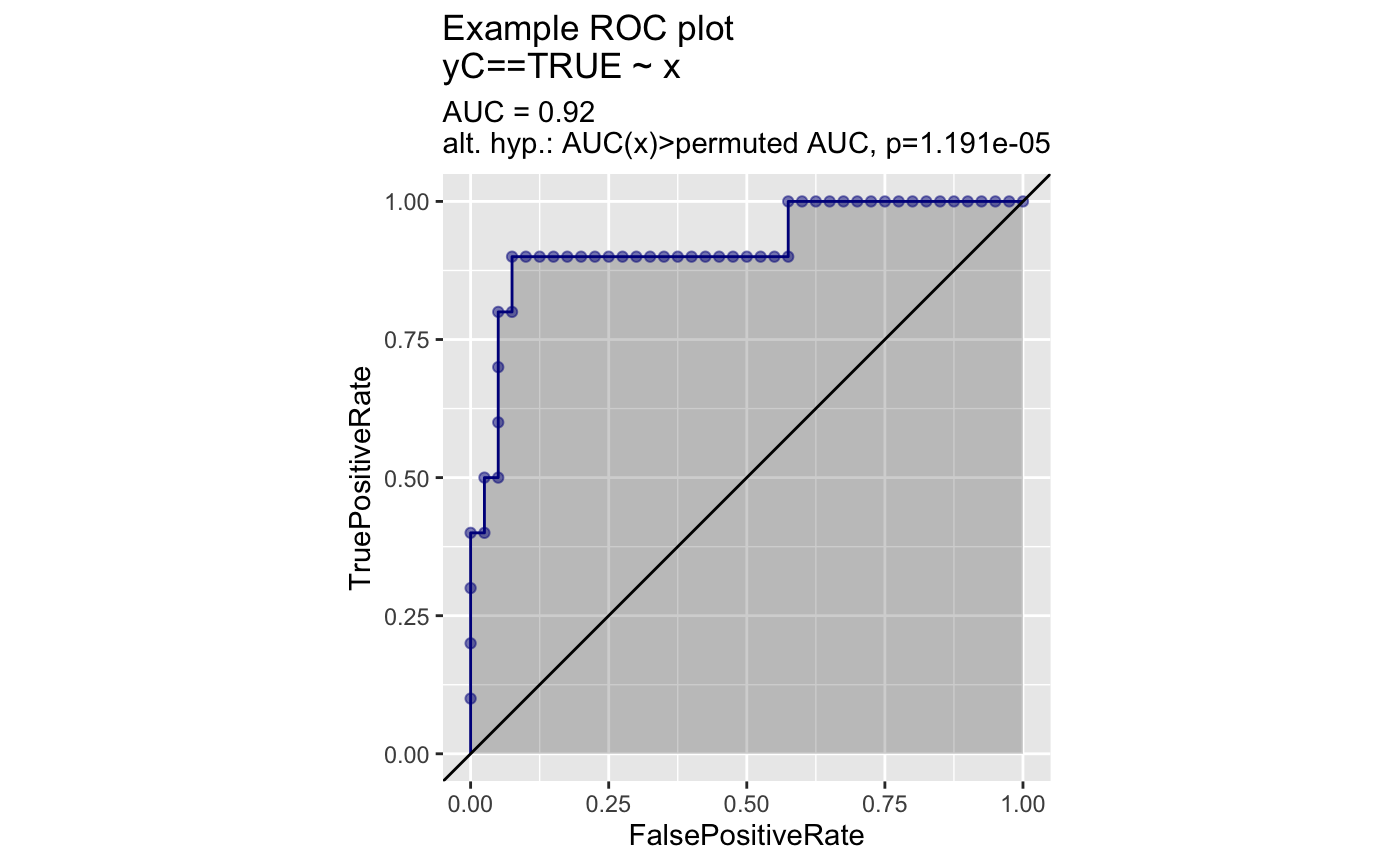 Example ROC plot
yC==TRUE ~ x
AUC = 0.92
alt. hyp.: AUC(x)>permuted AUC, p=1.191e-05
1.00
0.75
0.50
0.25
0.00
TruePositiveRate
0.00 0.25 0.50 0.75 1.00
FalsePositiveRate